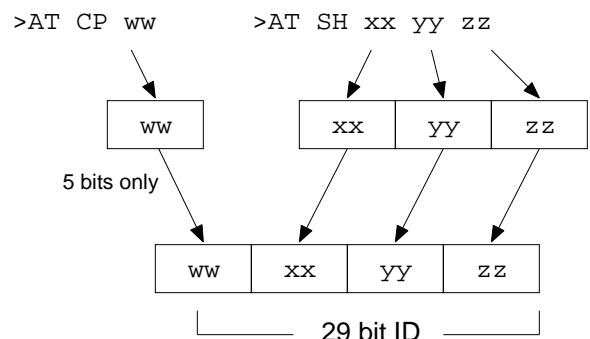 >AT CP ww >AT SH xx yy zz
ww xx yy zz
5 bits only
ww xx yy zz
29 bit ID